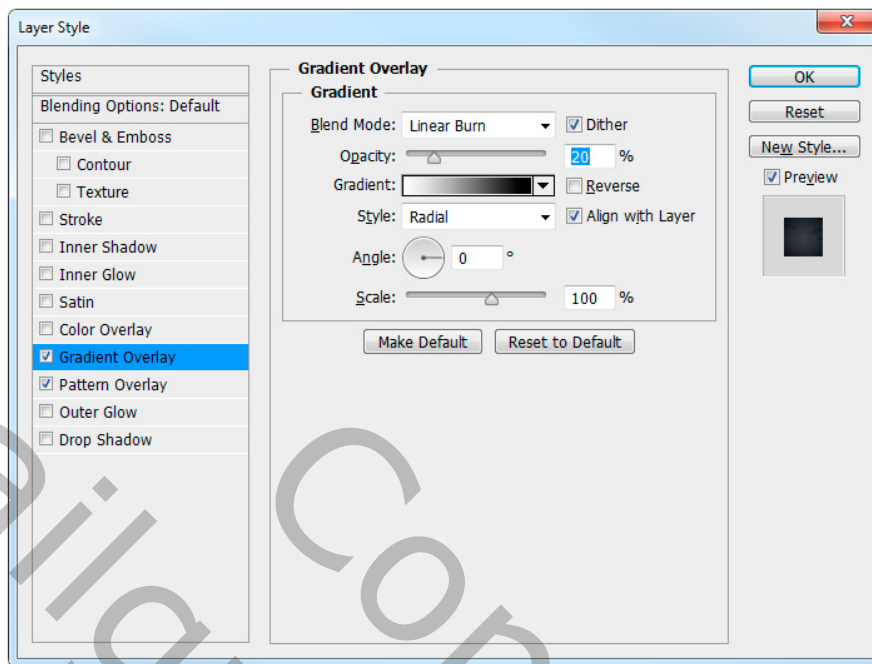 Layer Style
Styles
Blending Options: Default
Bevel & Emboss
Contour
Texture
Stroke
Inner Shadow
Inner Glow
Satin
Color Overlay
Gradient Overlay
Pattern Overlay
Outer Glow
Drop Shadow
Gradient Overlay
Gradient
Blend Mode: Linear Burn Dither
Opacity: 20 %
Gradient: Reverse
Style: Radial Align with Layer
Angle: 0 °
Scale: 100 %
Make Default Reset to Default
OK
Reset
New Style...
Preview